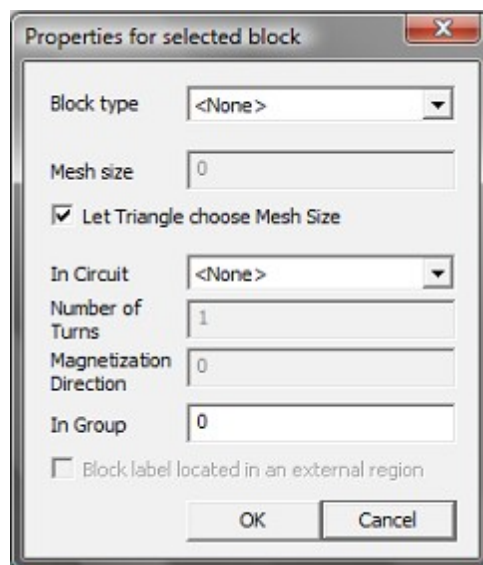 Properties for selected block
Block type <None>
Mesh size 0
Let Triangle choose Mesh Size
In Circuit <None>
Number of
Turns 1
Magnetization
Direction 0
In Group 0
Block label located in an external region
OK Cancel